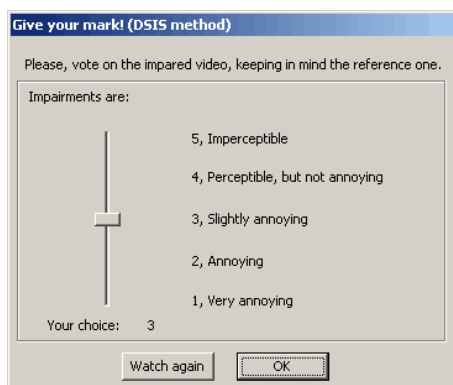 Give your mark! (DSIS method)
Please, vote on the impared video, keeping in mind the reference one.
Impairments are:
5, Imperceptible
4, Perceptible, but not annoying
3, Slightly annoying
2, Annoying
1, Very annoying
Your choice: 3
Watch again OK